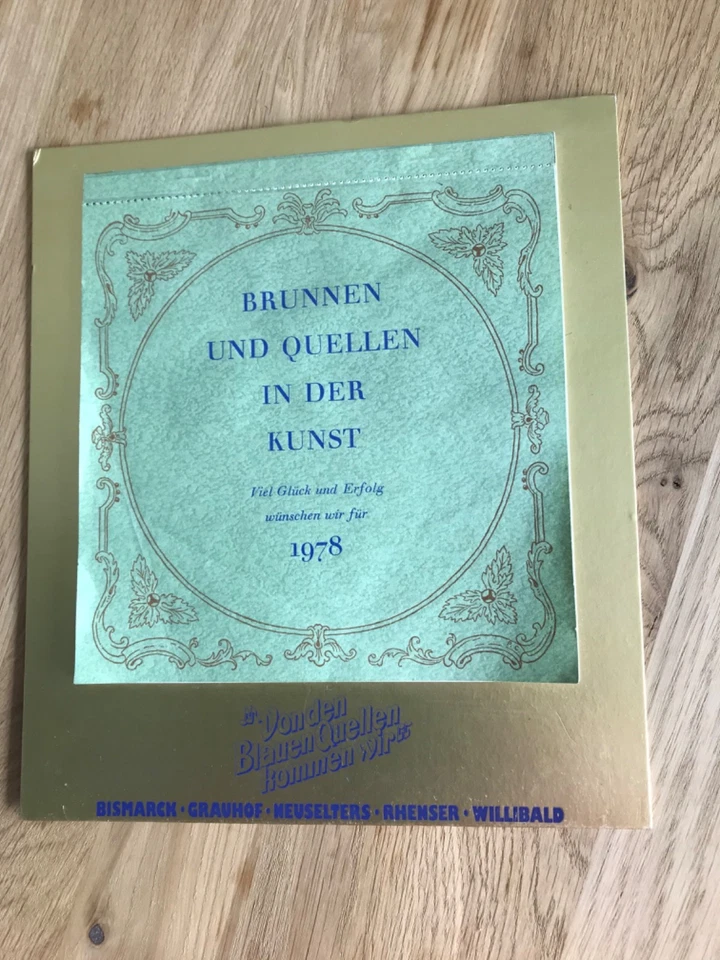 BRUNNEN
UND QUELLEN
IN DER
KUNST
Viel Glück und Erfolg
wünschen wir für
1978
„Von den
Blauen Quellen
kommen wir“
BISMARCK · GRAUHOF · NEUSELTERS · RHENSER · WILLIBALD